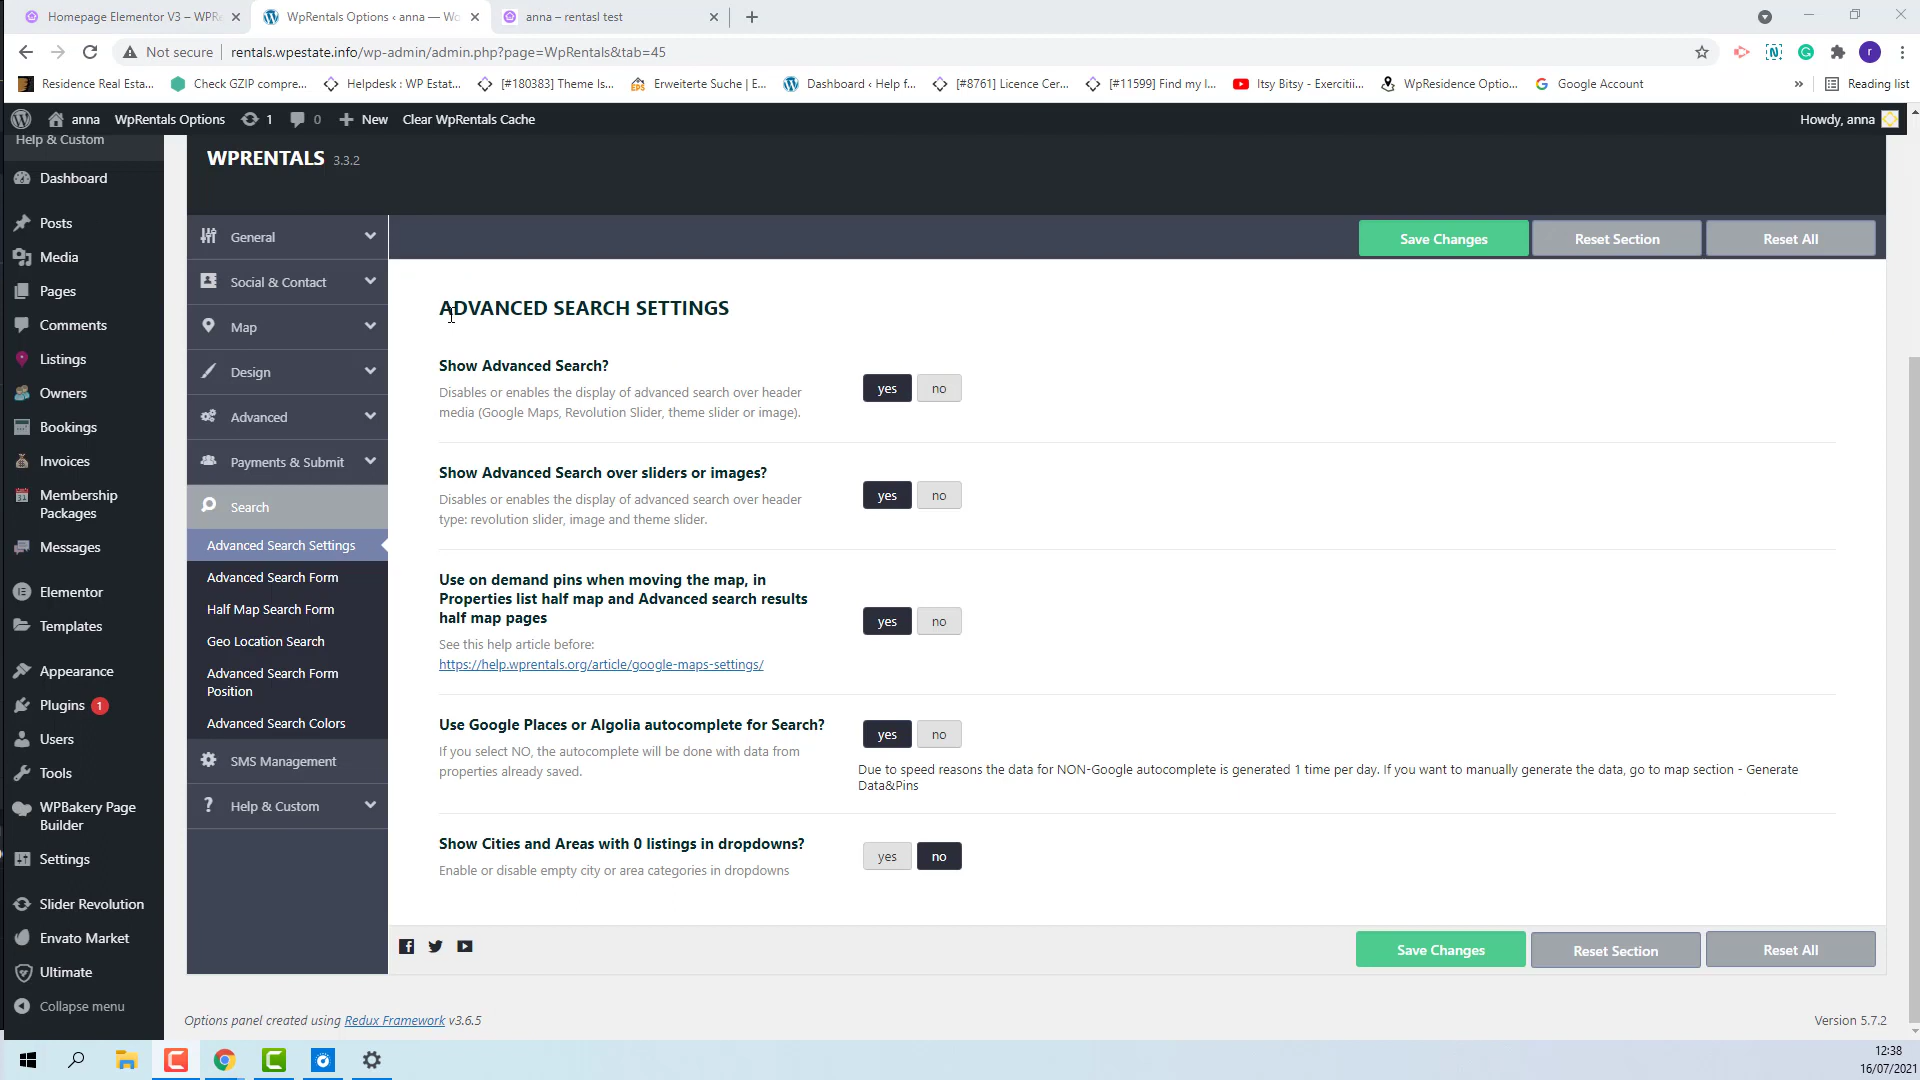 Homepage Elementor V3 – WPR
WpRentals Options ‹ anna — Wo
anna – rentasl test
Not secure
rentals.wpestate.info/wp-admin/admin.php?page=WpRentals&tab=45
r
Residence Real Esta...
Check GZIP compre...
Helpdesk : WP Estat...
[#180383] Theme Is...
Erweiterte Suche | E...
Dashboard ‹ Help f...
[#8761] Licence Cer...
[#11599] Find my l...
Itsy Bitsy - Exercitii...
WpResidence Optio...
Google Account
»
Reading list
anna
WpRentals Options
1
0
New
Clear WpRentals Cache
Howdy, anna
Help & Custom
Dashboard
Posts
Media
Pages
Comments
Listings
Owners
Bookings
Invoices
Membership
Packages
Messages
Elementor
Templates
Appearance
Plugins 1
Users
Tools
WPBakery Page
Builder
Settings
Slider Revolution
Envato Market
Ultimate
Collapse menu
WPRENTALS 3.3.2
General
Social & Contact
Map
Design
Advanced
Payments & Submit
Search
Advanced Search Settings
Advanced Search Form
Half Map Search Form
Geo Location Search
Advanced Search Form
Position
Advanced Search Colors
SMS Management
Help & Custom
Save Changes
Reset Section
Reset All
ADVANCED SEARCH SETTINGS
Show Advanced Search?
Disables or enables the display of advanced search over header
media (Google Maps, Revolution Slider, theme slider or image).
yes no
Show Advanced Search over sliders or images?
Disables or enables the display of advanced search over header
type: revolution slider, image and theme slider.
yes no
Use on demand pins when moving the map, in
Properties list half map and Advanced search results
half map pages
See this help article before:
https://help.wprentals.org/article/google-maps-settings/
yes no
Use Google Places or Algolia autocomplete for Search?
If you select NO, the autocomplete will be done with data from
properties already saved.
yes no
Due to speed reasons the data for NON-Google autocomplete is generated 1 time per day. If you want to manually generate the data, go to map section - Generate
Data&Pins
Show Cities and Areas with 0 listings in dropdowns?
Enable or disable empty city or area categories in dropdowns
yes no
Save Changes
Reset Section
Reset All
Options panel created using Redux Framework v3.6.5
Version 5.7.2
12:38
16/07/2021